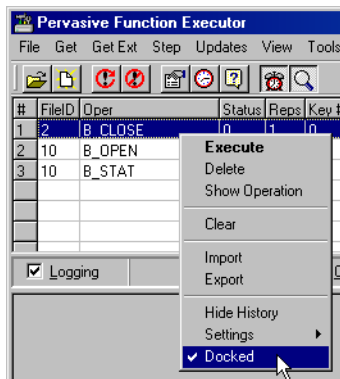 Pervasive Function Executor
File Get Get Ext Step Updates View Tools
# FileID Oper Status Reps Key #
1 2 B_CLOSE 0 1 0
2 10 B_OPEN
3 10 B_STAT
Execute
Delete
Show Operation
Clear
Import
Export
Hide History
Settings
✓ Docked
Logging